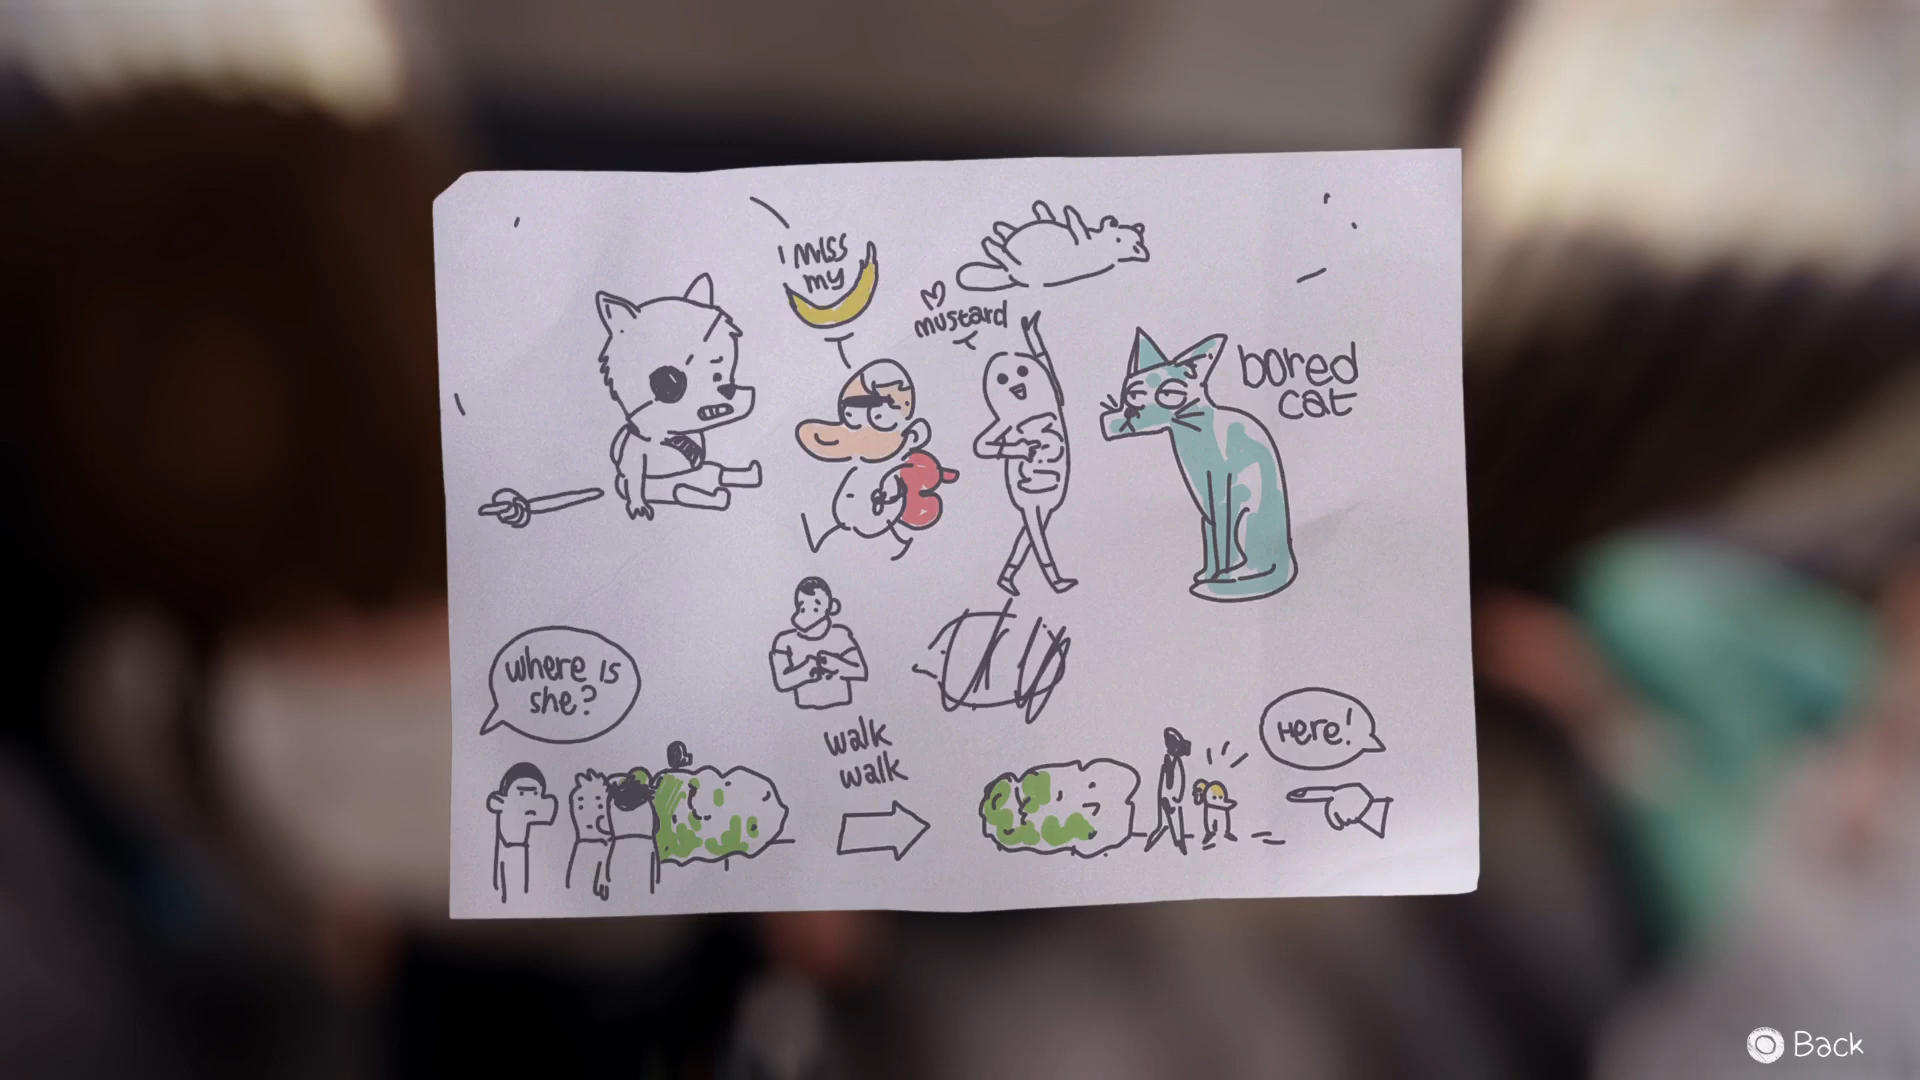 I miss
my
mustard
bored
cat
where is
she?
walk
walk
Here!
Back